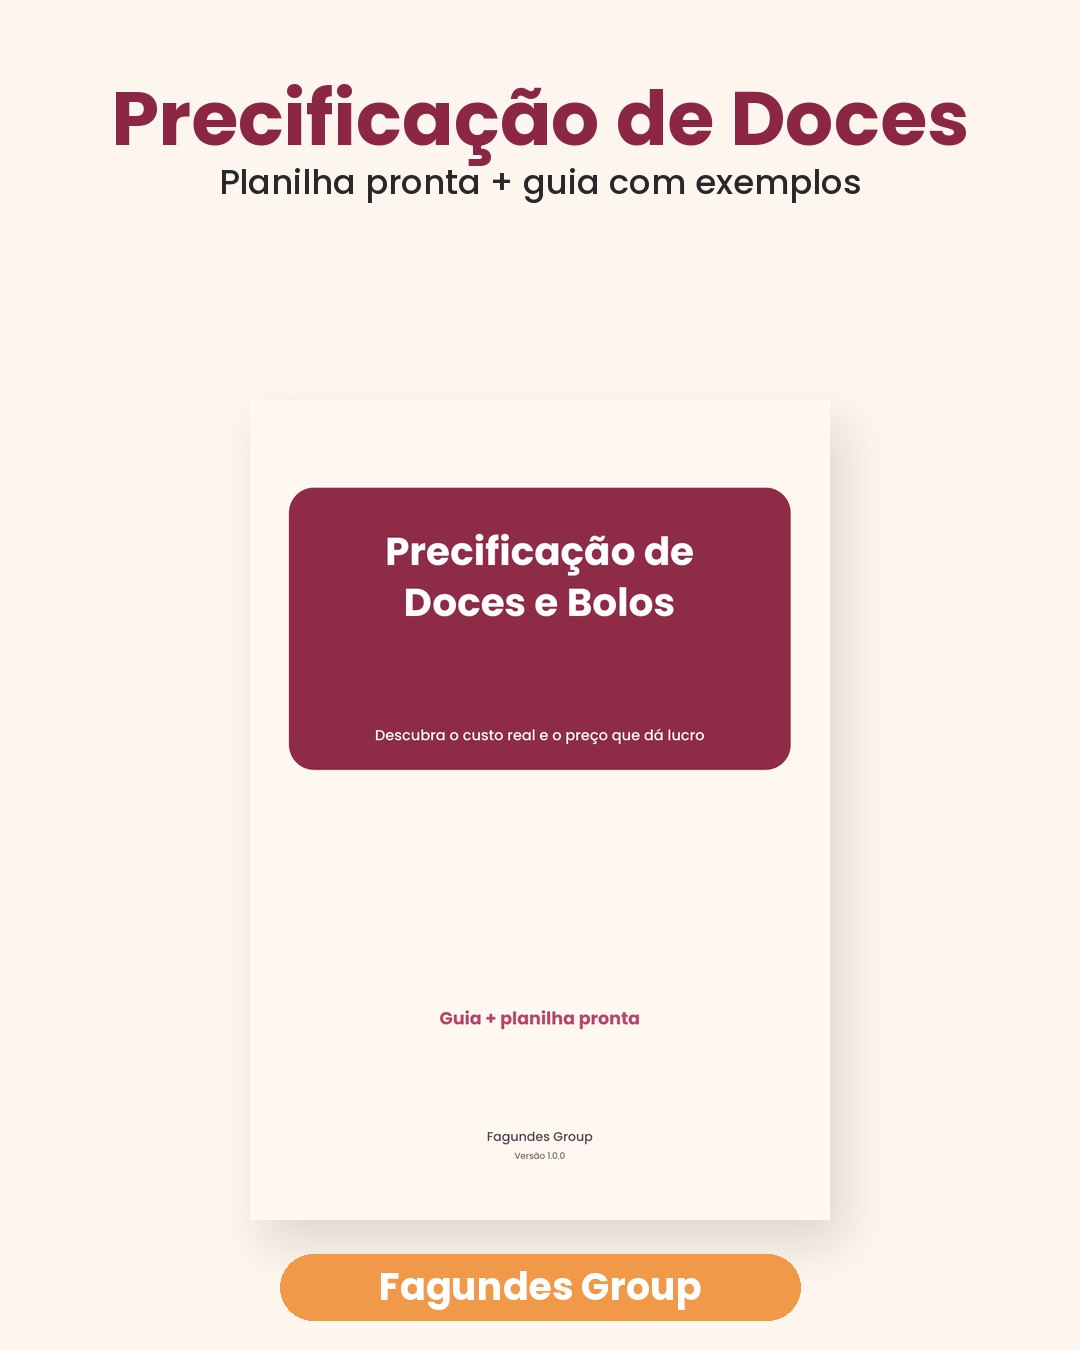 Precificação de Doces
Planilha pronta + guia com exemplos
Precificação de
Doces e Bolos
Descubra o custo real e o preço que dá lucro
Guia + planilha pronta
Fagundes Group
Versão 1.0.0
Fagundes Group